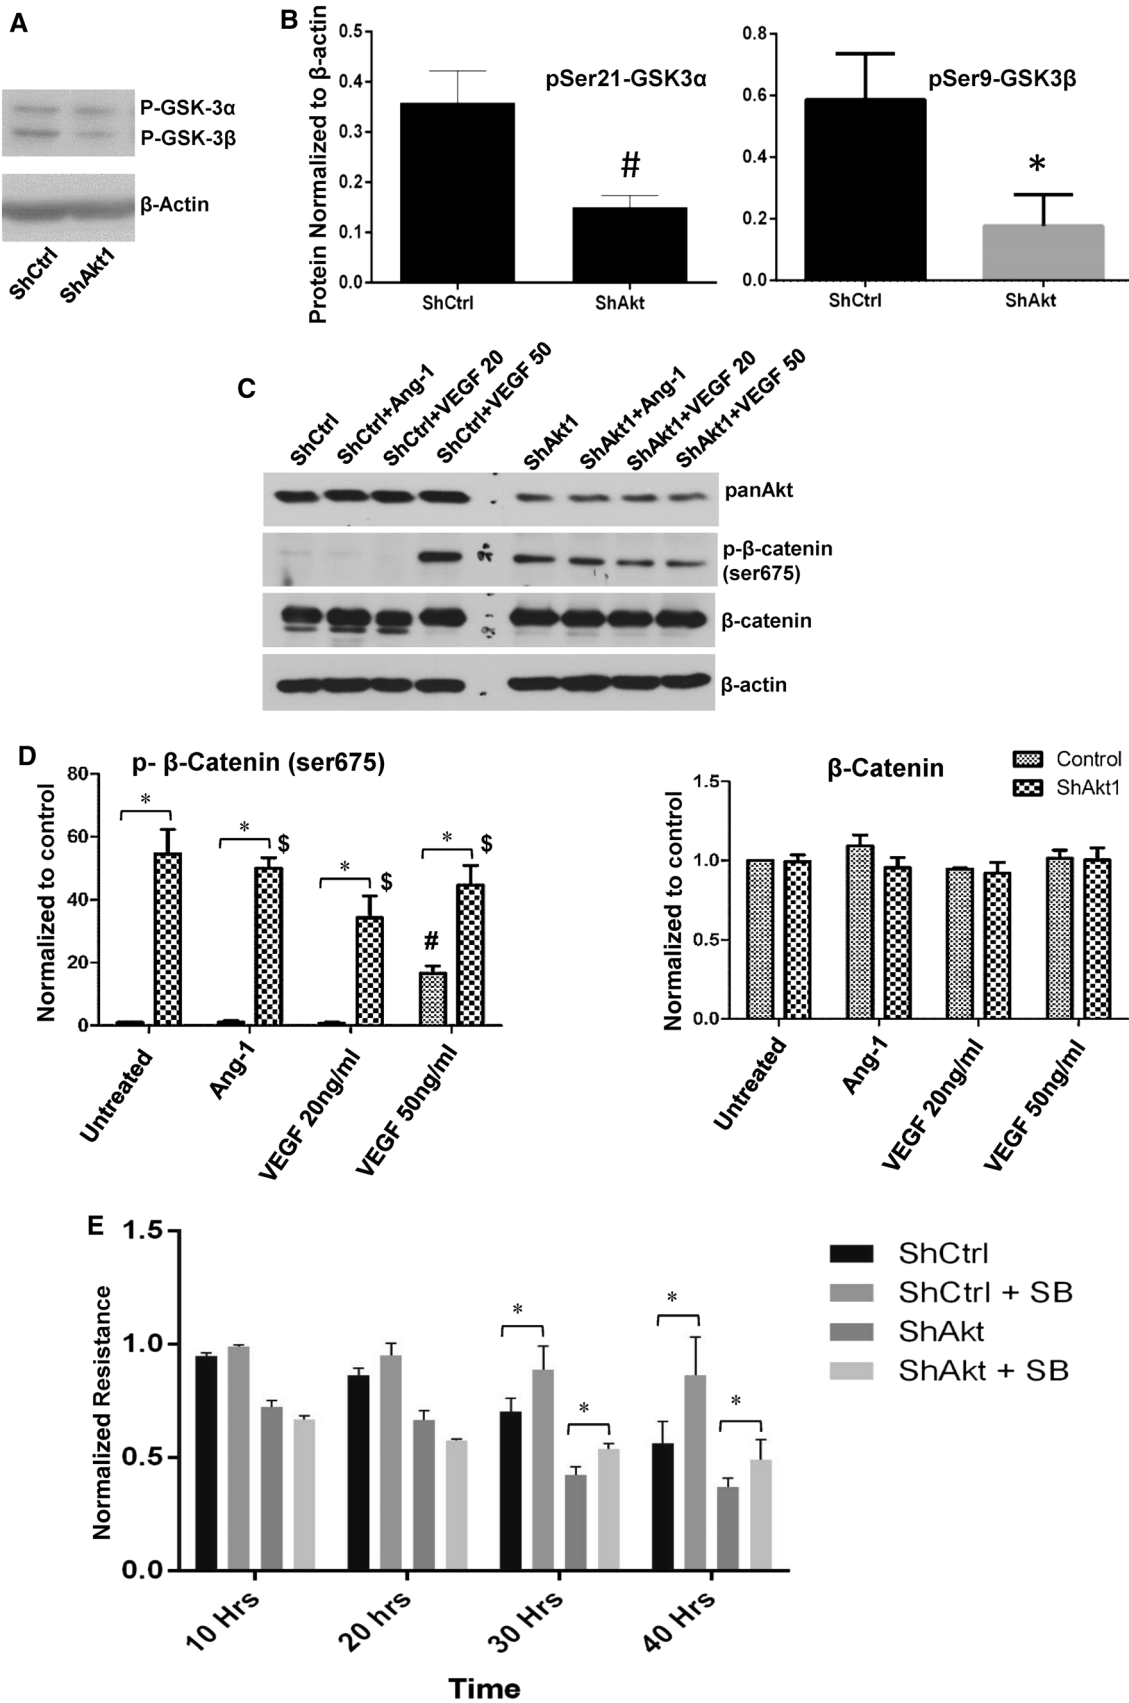 A
P-GSK-3α
P-GSK-3β
β-Actin
ShCtrl
ShAkt1
B
Protein Normalized to β-actin
0.5
0.4
0.3
0.2
0.1
0.0
pSer21-GSK3α
#
ShCtrl
ShAkt
0.8
0.6
0.4
0.2
0.0
pSer9-GSK3β
*
ShCtrl
ShAkt
C
ShCtrl
ShCtrl+Ang-1
ShCtrl+VEGF 20
ShCtrl+VEGF 50
ShAkt1
ShAkt1+Ang-1
ShAkt1+VEGF 20
ShAkt1+VEGF 50
panAkt
p-β-catenin
(ser675)
β-catenin
β-actin
D
p- β-Catenin (ser675)
Normalized to control
80
60
40
20
0
*
*
$
*
$
*
$
#
Untreated
Ang-1
VEGF 20ng/ml
VEGF 50ng/ml
β-Catenin
Control
ShAkt1
Normalized to control
1.5
1.0
0.5
0.0
Untreated
Ang-1
VEGF 20ng/ml
VEGF 50ng/ml
E
Normalized Resistance
1.5
1.0
0.5
0.0
*
*
*
*
ShCtrl
ShCtrl + SB
ShAkt
ShAkt + SB
10 Hrs
20 hrs
30 Hrs
40 Hrs
Time